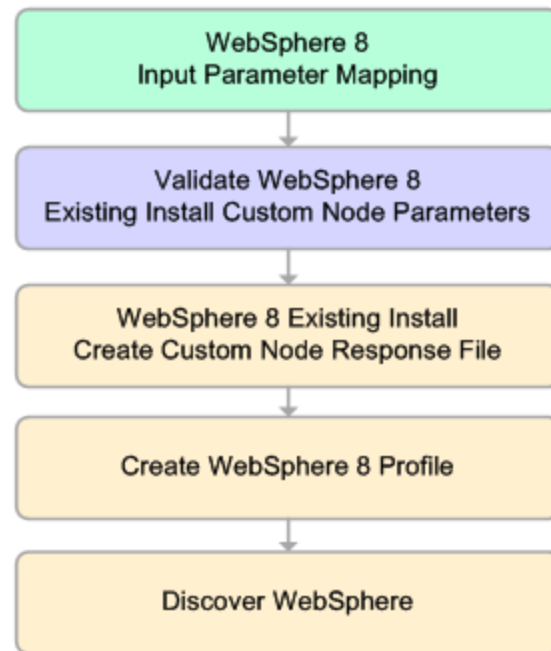 WebSphere 8
Input Parameter Mapping
Validate WebSphere 8
Existing Install Custom Node Parameters
WebSphere 8 Existing Install
Create Custom Node Response File
Create WebSphere 8 Profile
Discover WebSphere